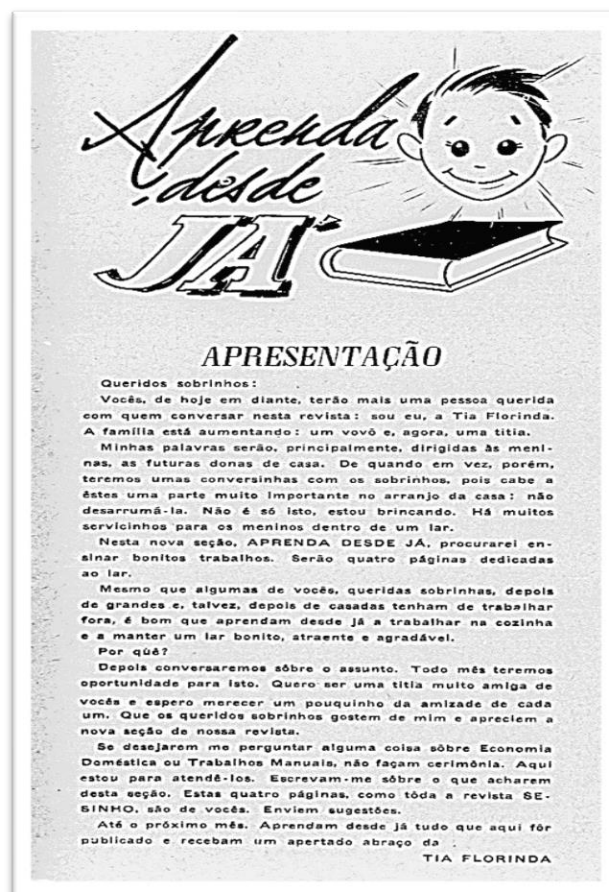 Aprenda
desde
JÁ
APRESENTAÇÃO
Queridos sobrinhos:
Vocês, de hoje em diante, terão mais uma pessoa querida
com quem conversar nesta revista: sou eu, a Tia Florinda.
A família está aumentando: um vovô e, agora, uma titia.
Minhas palavras serão, principalmente, dirigidas às meni-
nas, as futuras donas de casa. De quando em vez, porém,
teremos umas conversinhas com os sobrinhos, pois cabe a
êstes uma parte muito importante no arranjo da casa: não
desarrumá-la. Não é só isto, estou brincando. Há muitos
servicinhos para os meninos dentro de um lar.
Nesta nova seção, APRENDA DESDE JÁ, procurarei en-
sinar bonitos trabalhos. Serão quatro páginas dedicadas
ao lar.
Mesmo que algumas de vocês, queridas sobrinhas, depois
de grandes e, talvez, depois de casadas tenham de trabalhar
fora, é bom que aprendam desde já a trabalhar na cozinha
e a manter um lar bonito, atraente e agradável.
Por quê?
Depois conversaremos sôbre o assunto. Todo mês teremos
oportunidade para isto. Quero ser uma titia muito amiga de
vocês e espero merecer um pouquinho da amizade de cada
um. Que os queridos sobrinhos gostem de mim e apreciem a
nova seção de nossa revista.
Se desejarem me perguntar alguma coisa sôbre Economia
Doméstica ou Trabalhos Manuais, não façam cerimônia. Aqui
estou para atendê-los. Escrevam-me sôbre o que acharem
desta seção. Estas quatro páginas, como tôda a revista SE-
SINHO, são de vocês. Enviem sugestões.
Até o próximo mês. Aprendam desde já tudo que aqui fôr
publicado e recebam um apertado abraço da
TIA FLORINDA